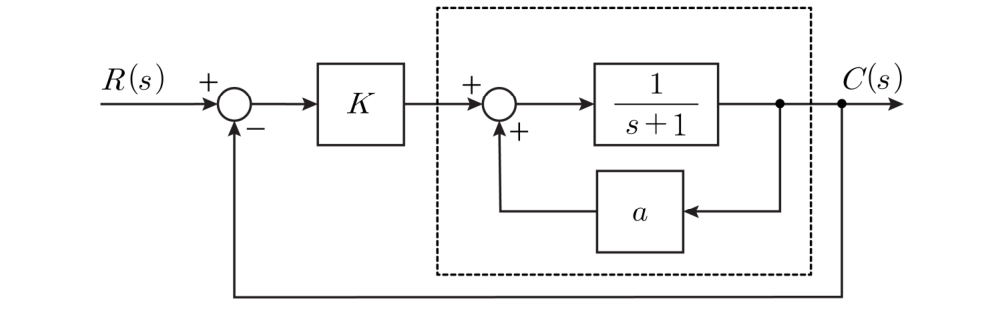 R(s) + − K + + 1/(s+1) C(s)
a